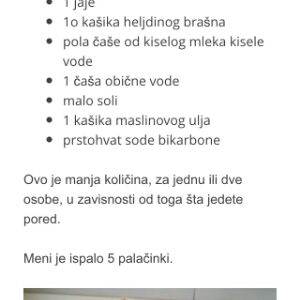 1 jaje
1o kašika heljdinog brašna
pola čaše od kiselog mleka kisele
vode
1 čaša obične vode
malo soli
1 kašika maslinovog ulja
prstohvat sode bikarbone
Ovo je manja količina, za jednu ili dve
osobe, u zavisnosti od toga šta jedete
pored.
Meni je ispalo 5 palačinki.